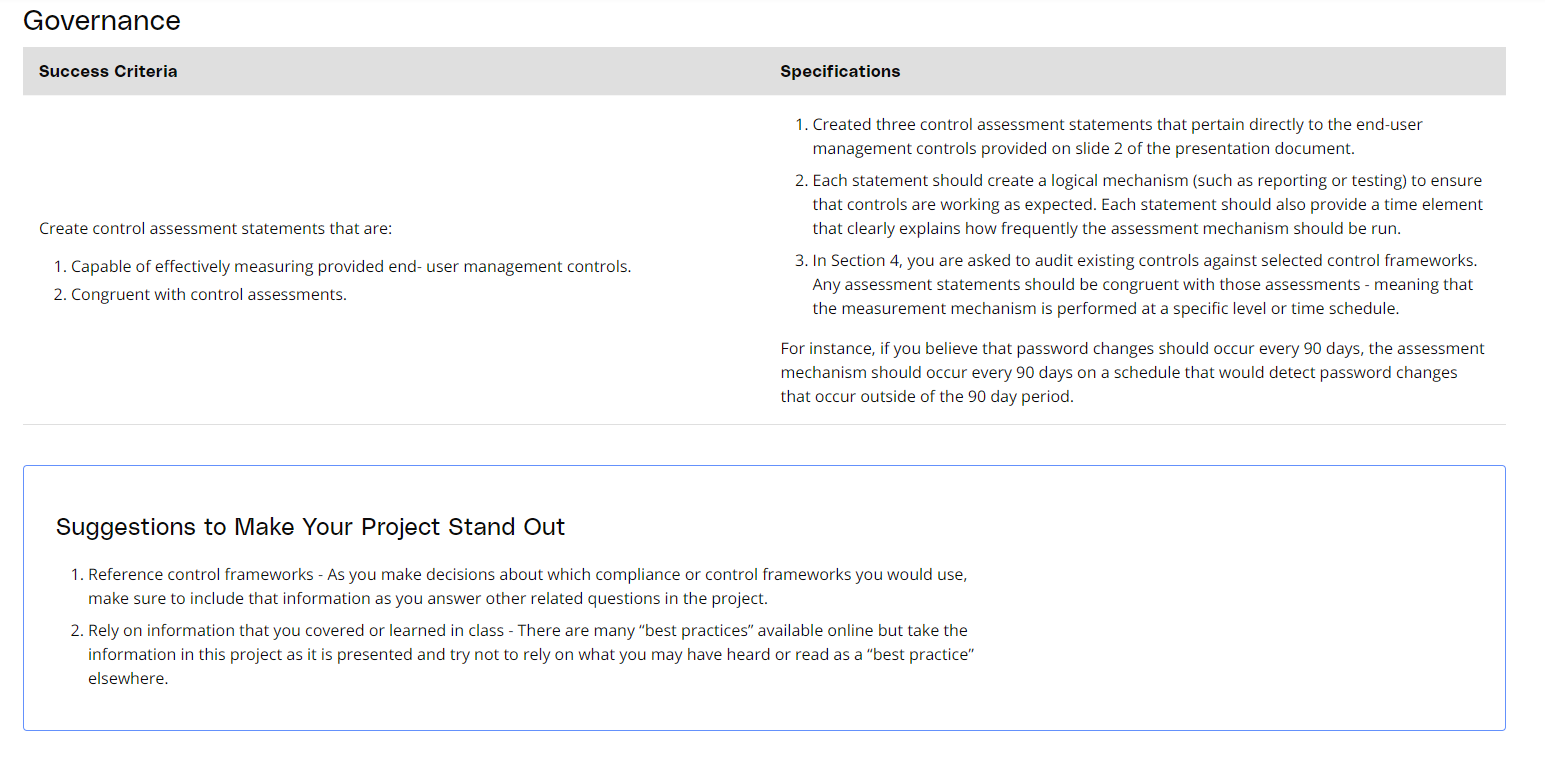 Governance
Success Criteria
Specifications
Create control assessment statements that are:
1. Capable of effectively measuring provided end- user management controls.
2. Congruent with control assessments.
1. Created three control assessment statements that pertain directly to the end-user
management controls provided on slide 2 of the presentation document.
2. Each statement should create a logical mechanism (such as reporting or testing) to ensure
that controls are working as expected. Each statement should also provide a time element
that clearly explains how frequently the assessment mechanism should be run.
3. In Section 4, you are asked to audit existing controls against selected control frameworks.
Any assessment statements should be congruent with those assessments - meaning that
the measurement mechanism is performed at a specific level or time schedule.
For instance, if you believe that password changes should occur every 90 days, the assessment
mechanism should occur every 90 days on a schedule that would detect password changes
that occur outside of the 90 day period.
Suggestions to Make Your Project Stand Out
1. Reference control frameworks - As you make decisions about which compliance or control frameworks you would use,
make sure to include that information as you answer other related questions in the project.
2. Rely on information that you covered or learned in class - There are many “best practices” available online but take the
information in this project as it is presented and try not to rely on what you may have heard or read as a “best practice”
elsewhere.